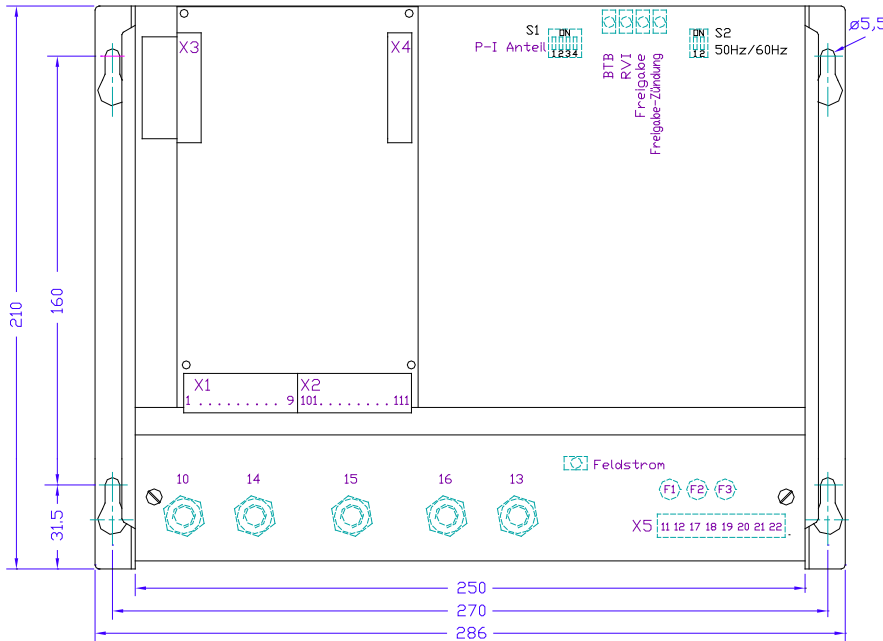 S1
ON
P-I Anteil
1234
BTB
RVI
Freigabe
Freigabe-Zündung
ON
S2
50Hz/60Hz
12
ø5,5
X3
X4
210
160
31.5
X1
X2
1 . . . . . . . . . 9
101. . . . . . . . 111
10
14
15
16
13
Feldstrom
F1
F2
F3
X5
11 12 17 18 19 20 21 22
250
270
286